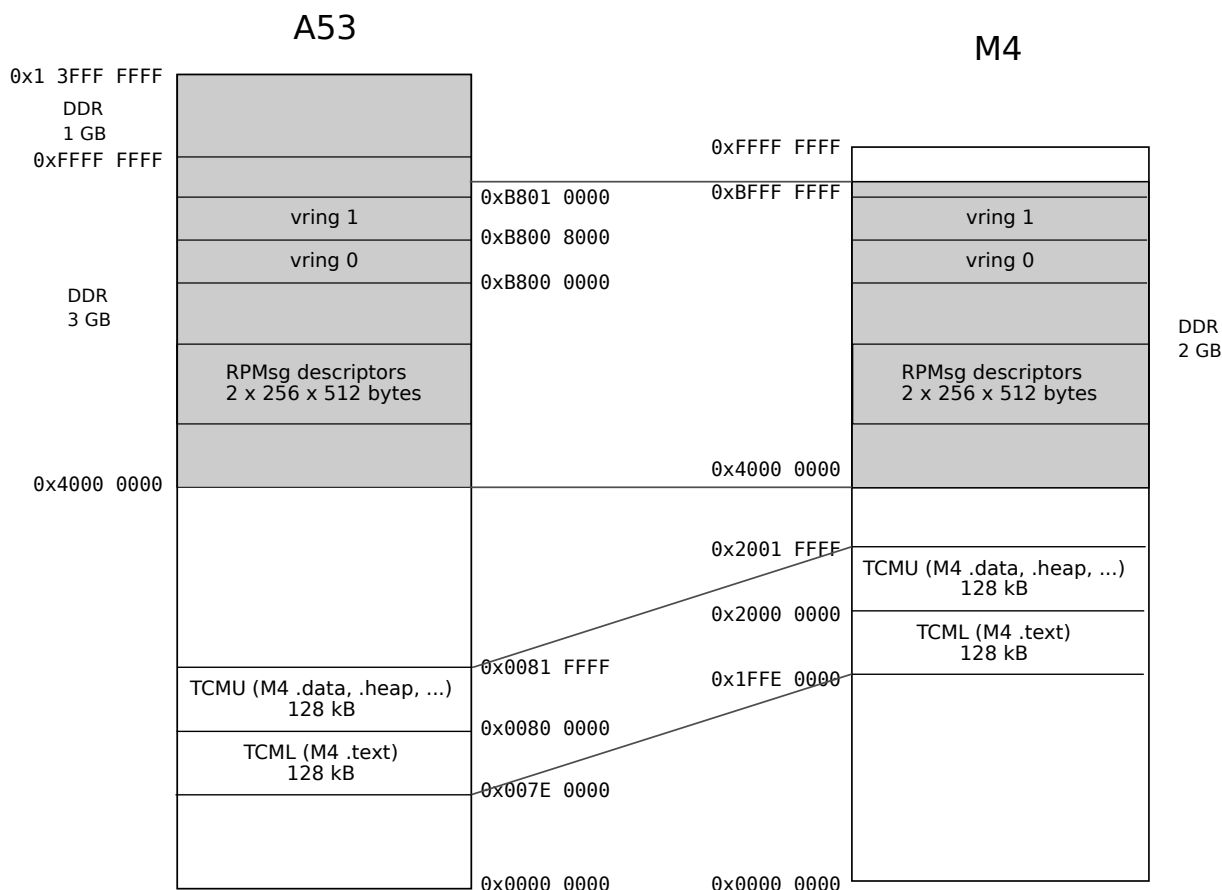 A53
M4
0x1 3FFF FFFF
DDR
1 GB
0xFFFF FFFF
0xFFFF FFFF
0xB801 0000
0xBFFF FFFF
vring 1
vring 1
0xB800 8000
vring 0
vring 0
0xB800 0000
DDR
3 GB
DDR
2 GB
RPMsg descriptors
2 x 256 x 512 bytes
RPMsg descriptors
2 x 256 x 512 bytes
0x4000 0000
0x4000 0000
0x2001 FFFF
TCMU (M4 .data, .heap, ...)
128 kB
0x2000 0000
TCML (M4 .text)
128 kB
0x0081 FFFF
0x1FFE 0000
TCMU (M4 .data, .heap, ...)
128 kB
0x0080 0000
TCML (M4 .text)
128 kB
0x007E 0000
0x0000 0000
0x0000 0000